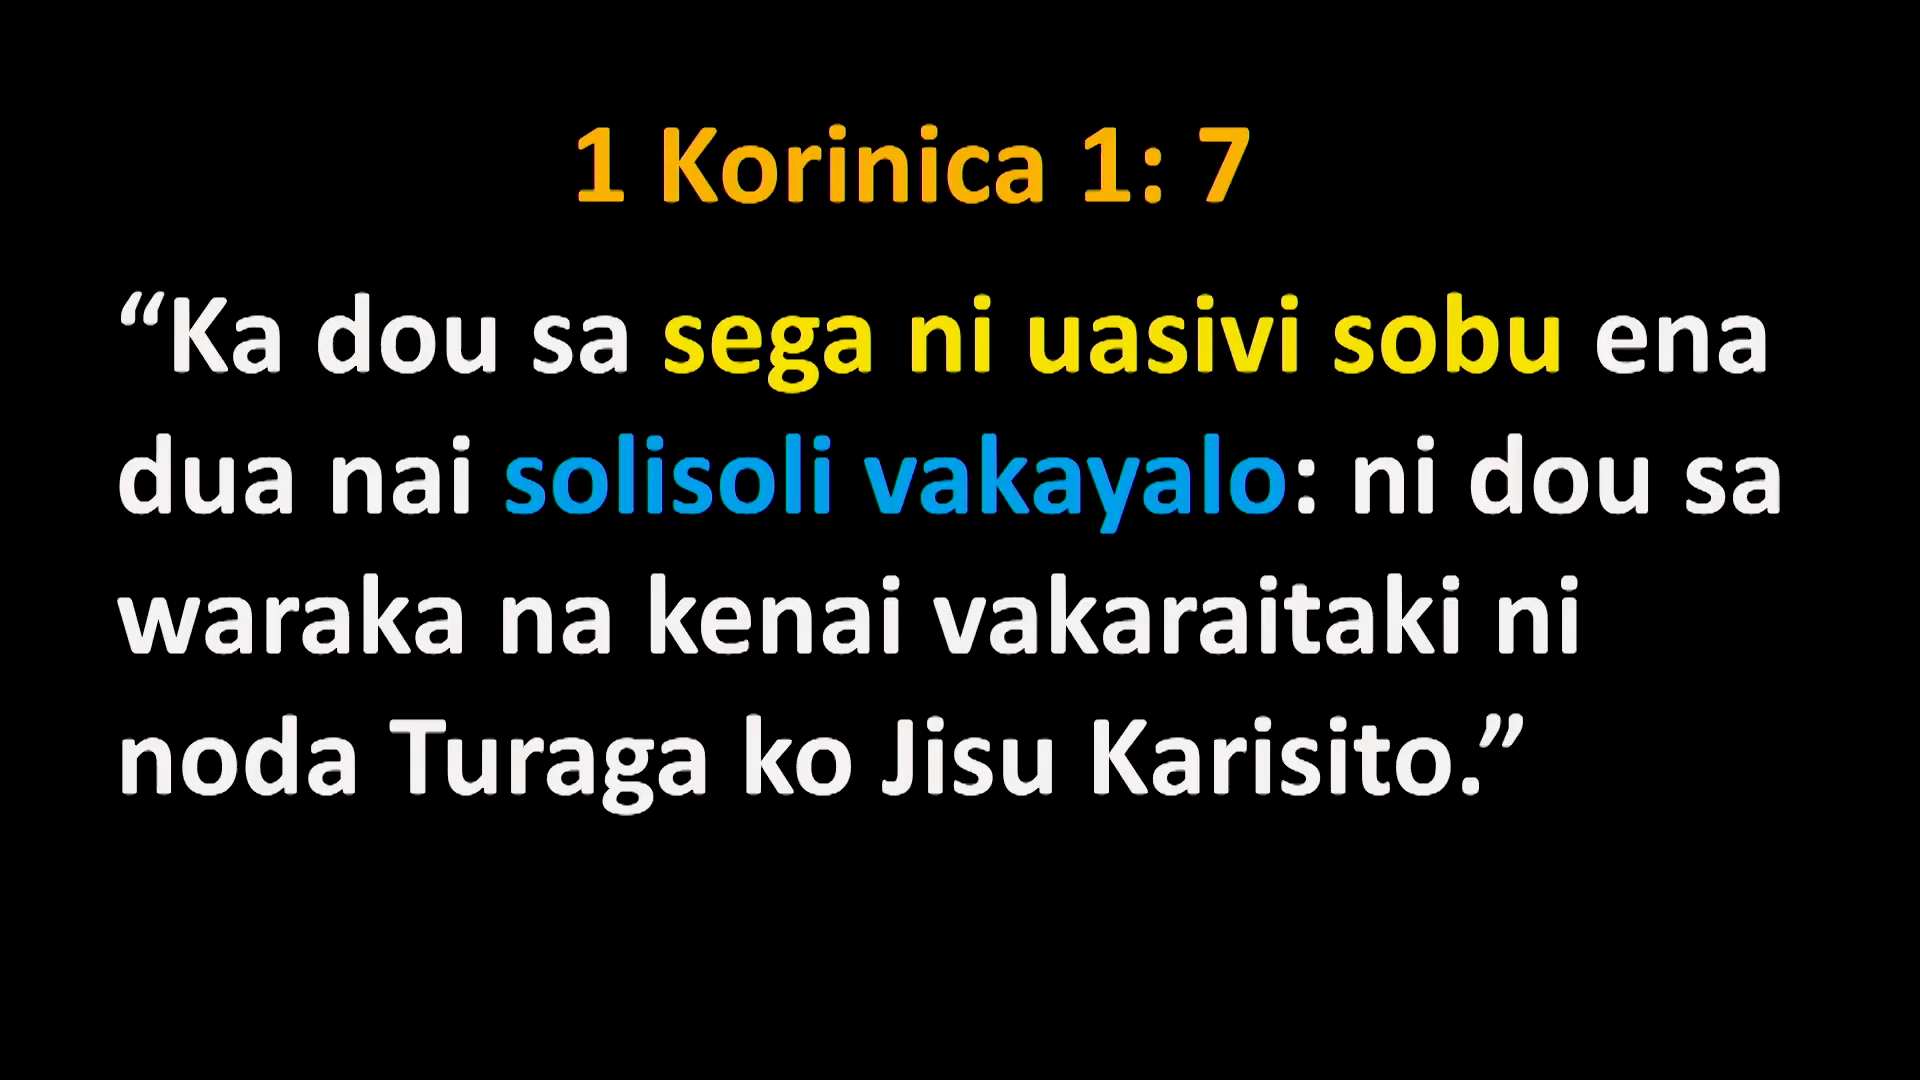 1 Korinica 1: 7
“Ka dou sa sega ni uasivi sobu ena
dua nai solisoli vakayalo: ni dou sa
waraka na kenai vakaraitaki ni
noda Turaga ko Jisu Karisito.”